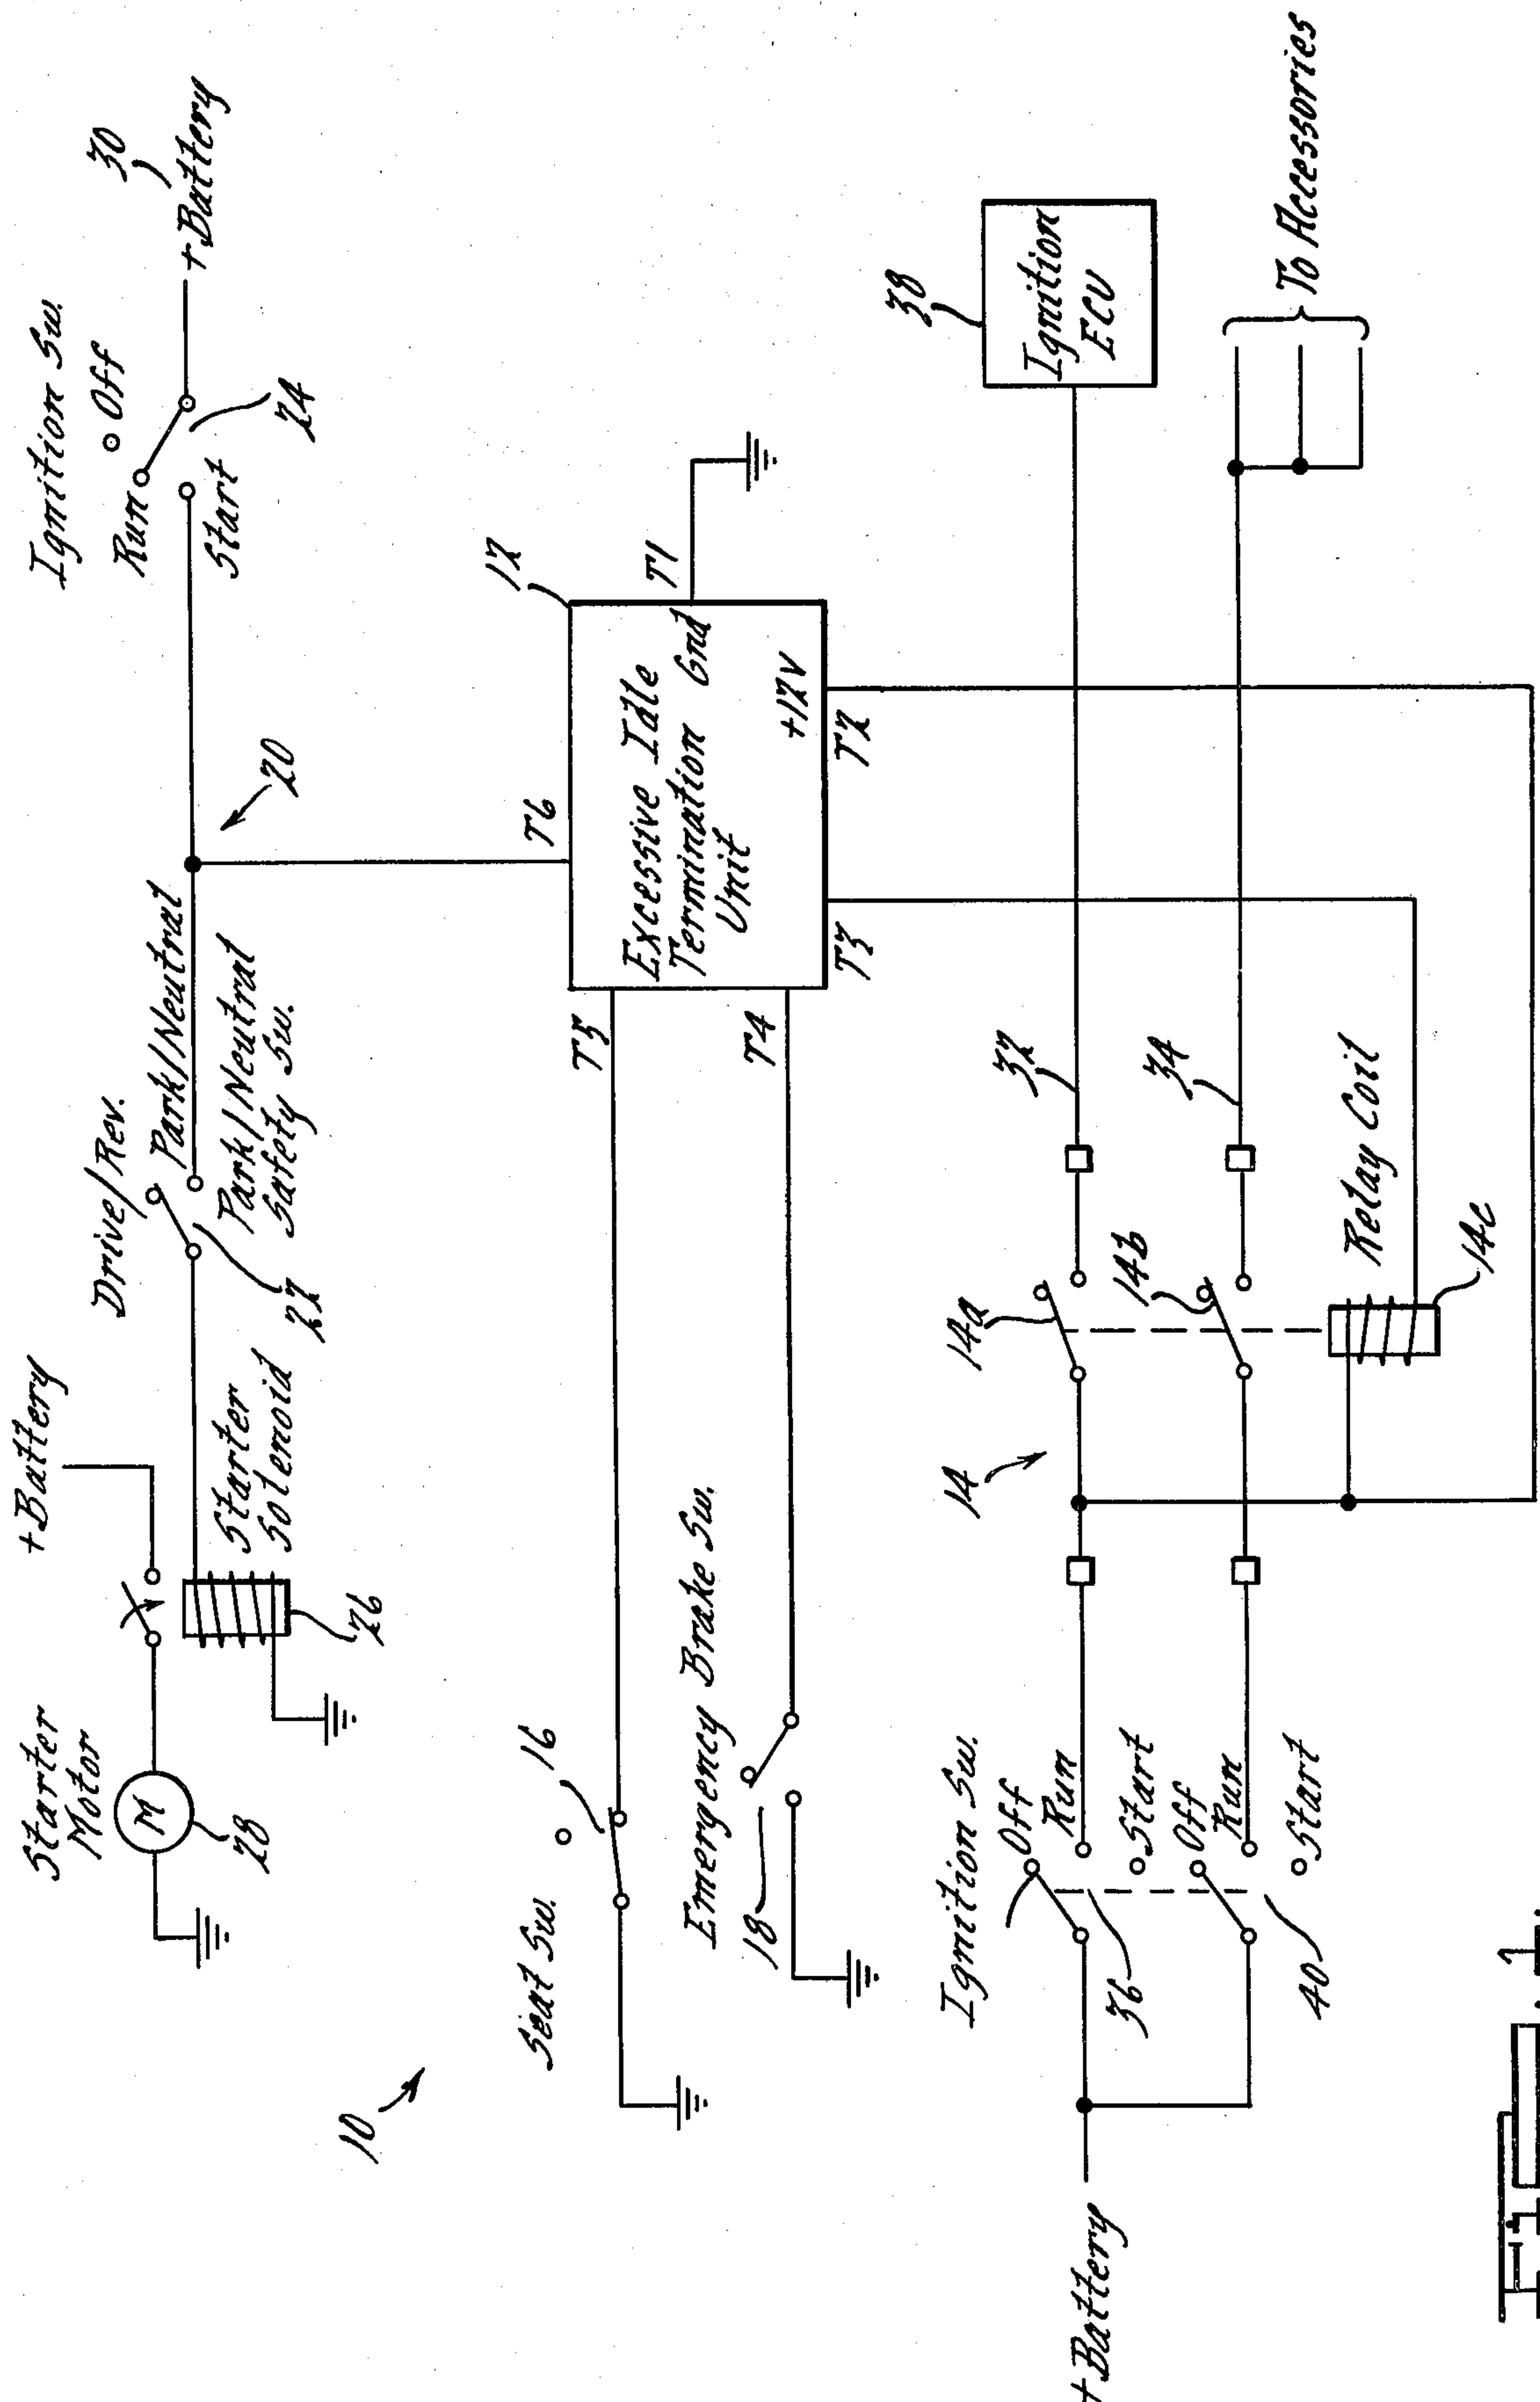 +Battery
Starter
Motor
M
28
Starter
Solenoid
26
Drive/Rev.
Park/Neutral
Park/Neutral
Safety Sw.
22
20
Ignition Sw.
Off
Run
Start
24
30
+Battery
10
Seat Sw.
16
Emergency Brake Sw.
18
T5
T4
T6
12
Excessive Idle
Termination
Unit
Gnd
+12V
T1
T2
T3
+Battery
Ignition Sw.
Off
Run
Start
36
Off
Run
Start
40
14
14a
14b
Relay Coil
14c
32
34
38
Ignition
ECU
To Accessories
Fig. 1.